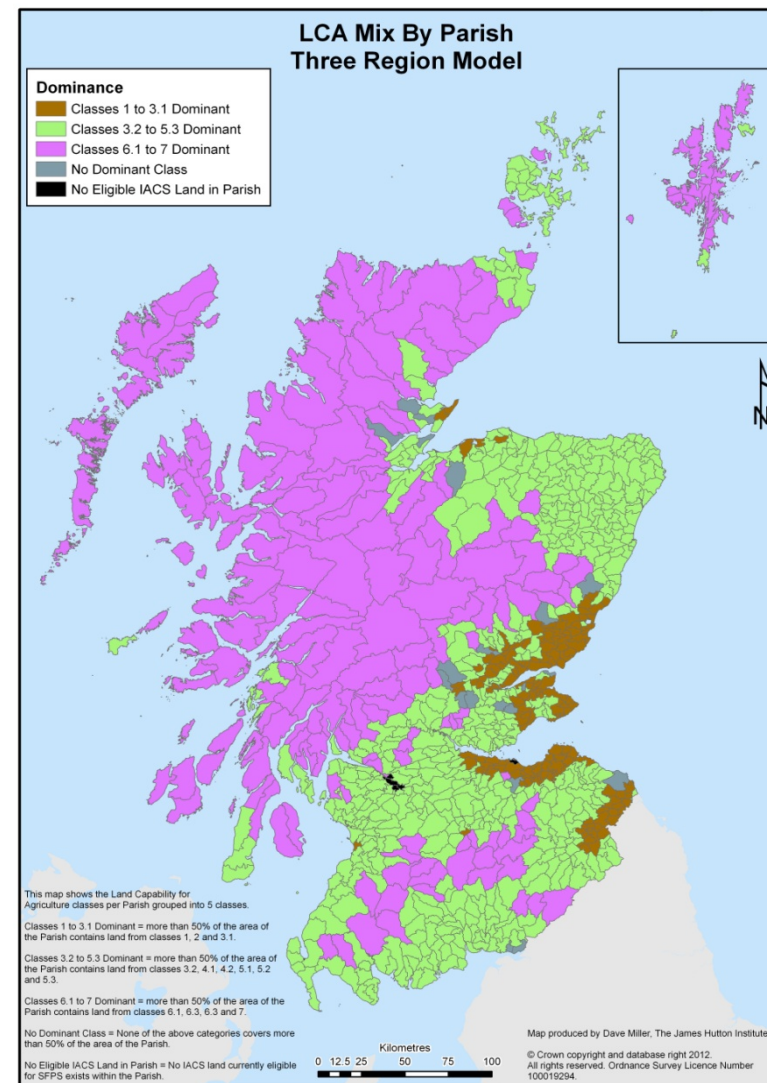 LCA Mix By Parish
Three Region Model
Dominance
Classes 1 to 3.1 Dominant
Classes 3.2 to 5.3 Dominant
Classes 6.1 to 7 Dominant
No Dominant Class
No Eligible IACS Land in Parish
N
This map shows the Land Capability for
Agriculture classes per Parish grouped into 5 classes.
Classes 1 to 3.1 Dominant = more than 50% of the area of
the Parish contains land from classes 1, 2 and 3.1.
Classes 3.2 to 5.3 Dominant = more than 50% of the area of
the Parish contains land from classes 3.2, 4.1, 4.2, 5.1, 5.2
and 5.3.
Classes 6.1 to 7 Dominant = more than 50% of the area of the
Parish contains land from classes 6.1, 6.3, 6.3 and 7.
No Dominant Class = None of the above categories covers more
than 50% of the area of the Parish.
No Eligible IACS Land in Parish = No IACS land currently eligible
for SFPS exists within the Parish.
Kilometres
0 12.5 25 50 75 100
Map produced by Dave Miller, The James Hutton Institute
© Crown copyright and database right 2012.
All rights reserved. Ordnance Survey Licence Number
100019294.